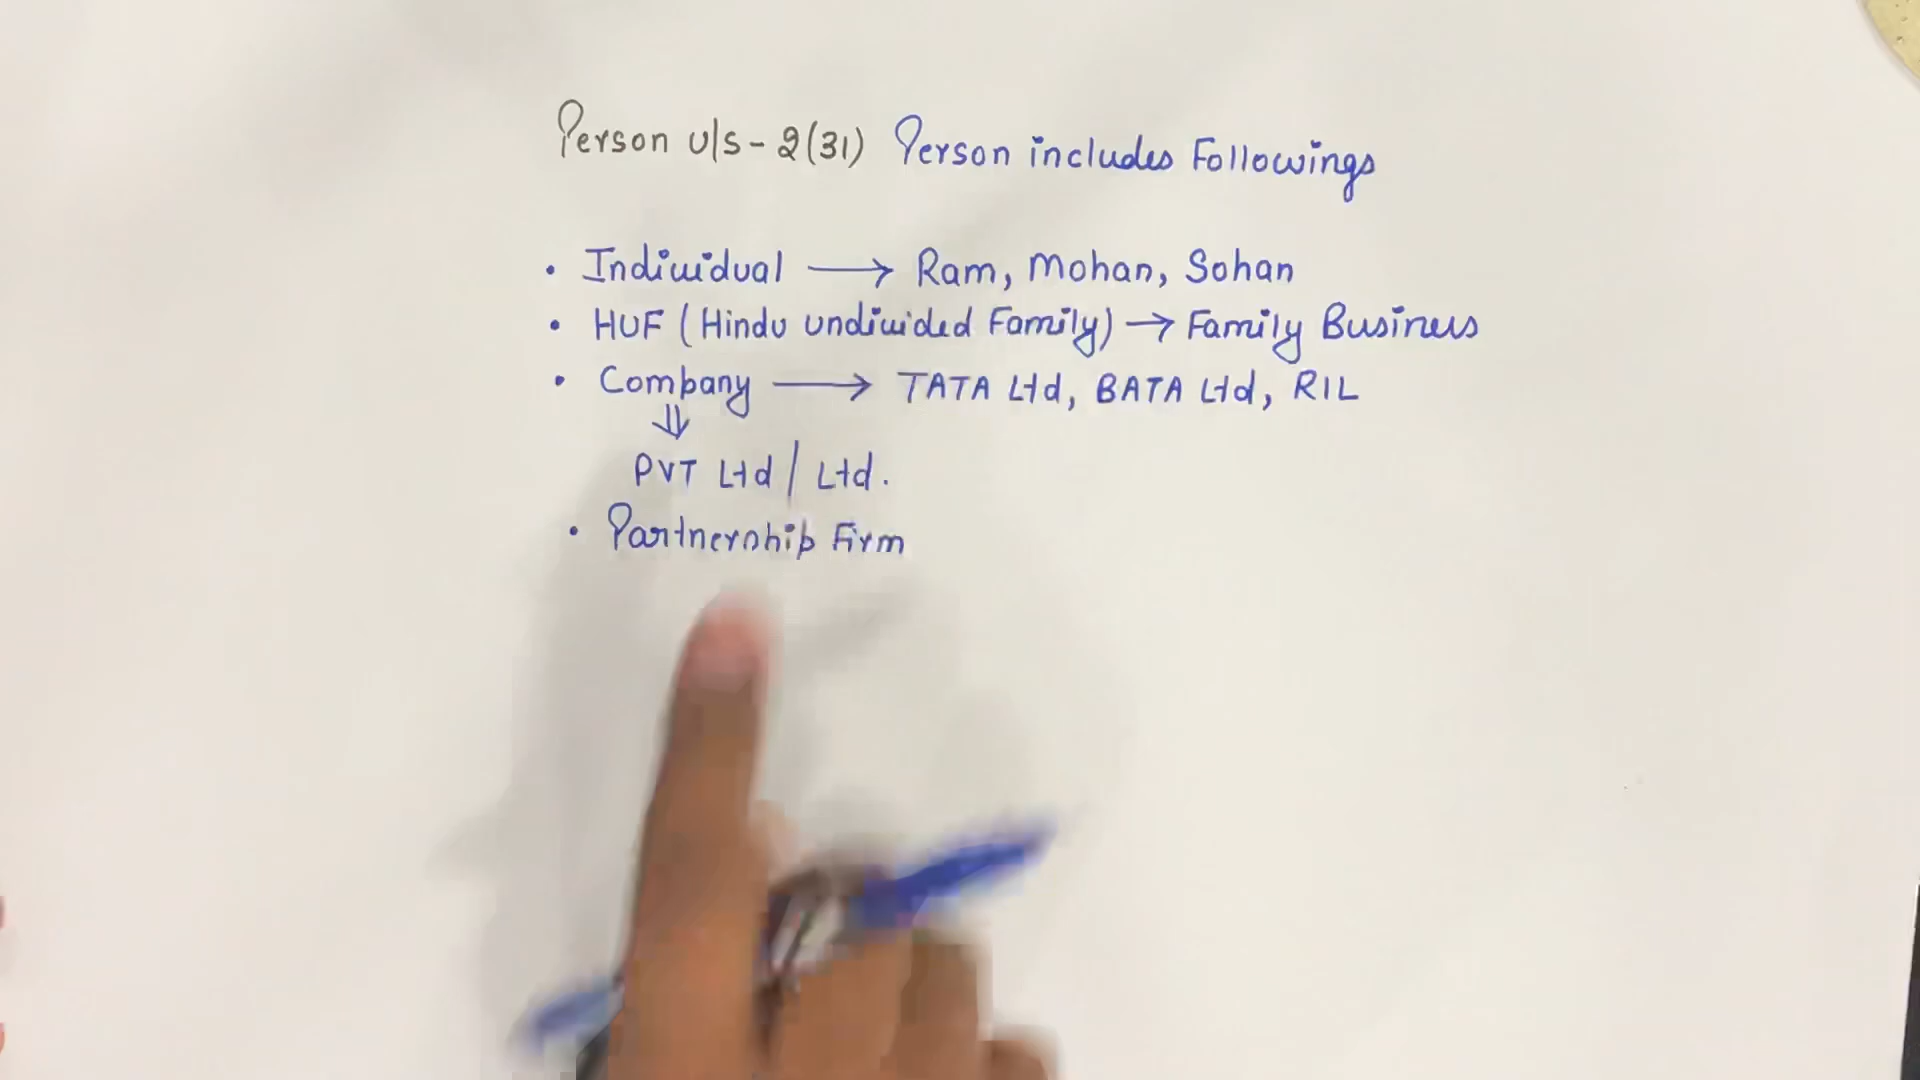 Person u/s - 2(31) Person includes Followings
• Individual → Ram, Mohan, Sohan
• HUF (Hindu undivided Family) → Family Business
• Company → TATA Ltd, BATA Ltd, RIL
⇓
PVT Ltd / Ltd.
• Partnership Firm